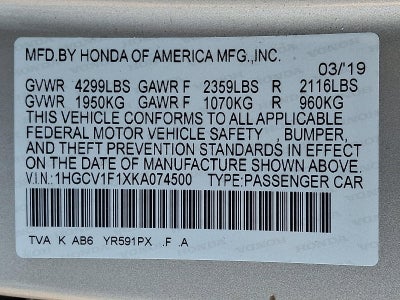 MFD.BY HONDA OF AMERICA MFG.,INC.
03/'19
GVWR 4299LBS GAWR F 2359LBS R 2116LBS
GVWR 1950KG GAWR F 1070KG R 960KG
THIS VEHICLE CONFORMS TO ALL APPLICABLE
FEDERAL MOTOR VEHICLE SAFETY , BUMPER,
AND THEFT PREVENTION STANDARDS IN EFFECT
ON THE DATE OF MANUFACTURE SHOWN ABOVE.
V.I.N.:1HGCV1F1XKA074500 TYPE:PASSENGER CAR
TVA K AB6 YR591PX .F .A